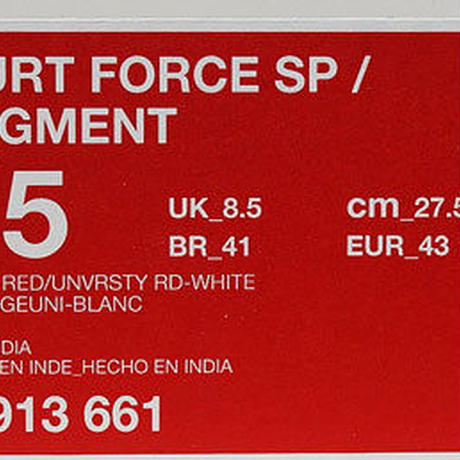 URT FORCE SP /
GMENT
5
UK_8.5
cm_27.5
BR_41
EUR_43
RED/UNVRSTY RD-WHITE
GEUNI-BLANC
DIA
EN INDE_HECHO EN INDIA
913 661